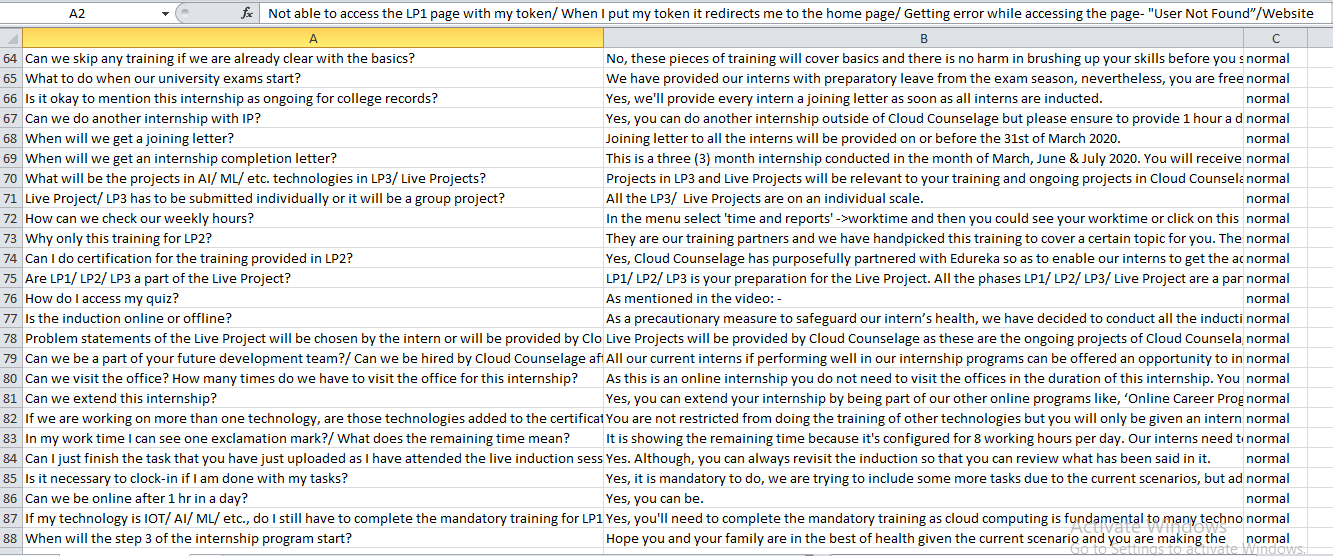 A2 fx Not able to access the LP1 page with my token/ When I put my token it redirects me to the home page/ Getting error while accessing the page- "User Not Found"/Website
A B C
64 Can we skip any training if we are already clear with the basics? No, these pieces of training will cover basics and there is no harm in brushing up your skills before you s normal
65 What to do when our university exams start? We have provided our interns with preparatory leave from the exam season, nevertheless, you are free normal
66 Is it okay to mention this internship as ongoing for college records? Yes, we'll provide every intern a joining letter as soon as all interns are inducted. normal
67 Can we do another internship with IP? Yes, you can do another internship outside of Cloud Counselage but please ensure to provide 1 hour a d normal
68 When will we get a joining letter? Joining letter to all the interns will be provided on or before the 31st of March 2020. normal
69 When will we get an internship completion letter? This is a three (3) month internship conducted in the month of March, June & July 2020. You will receive normal
70 What will be the projects in AI/ ML/ etc. technologies in LP3/ Live Projects? Projects in LP3 and Live Projects will be relevant to your training and ongoing projects in Cloud Counsela normal
71 Live Project/ LP3 has to be submitted individually or it will be a group project? All the LP3/ Live Projects are on an individual scale. normal
72 How can we check our weekly hours? In the menu select 'time and reports' ->worktime and then you could see your worktime or click on this normal
73 Why only this training for LP2? They are our training partners and we have handpicked this training to cover a certain topic for you. The normal
74 Can I do certification for the training provided in LP2? Yes, Cloud Counselage has purposefully partnered with Edureka so as to enable our interns to get the ac normal
75 Are LP1/ LP2/ LP3 a part of the Live Project? LP1/ LP2/ LP3 is your preparation for the Live Project. All the phases LP1/ LP2/ LP3/ Live Project are a par normal
76 How do I access my quiz? As mentioned in the video: - normal
77 Is the induction online or offline? As a precautionary measure to safeguard our intern's health, we have decided to conduct all the inducti normal
78 Problem statements of the Live Project will be chosen by the intern or will be provided by Clo Live Projects will be provided by Cloud Counselage as these are the ongoing projects of Cloud Counsela normal
79 Can we be a part of your future development team?/ Can we be hired by Cloud Counselage aft All our current interns if performing well in our internship programs can be offered an opportunity to in normal
80 Can we visit the office? How many times do we have to visit the office for this internship? As this is an online internship you do not need to visit the offices in the duration of this internship. You normal
81 Can we extend this internship? Yes, you can extend your internship by being part of our other online programs like, 'Online Career Prog normal
82 If we are working on more than one technology, are those technologies added to the certificat You are not restricted from doing the training of other technologies but you will only be given an intern normal
83 In my work time I can see one exclamation mark?/ What does the remaining time mean? It is showing the remaining time because it's configured for 8 working hours per day. Our interns need t normal
84 Can I just finish the task that you have just uploaded as I have attended the live induction sess Yes. Although, you can always revisit the induction so that you can review what has been said in it. normal
85 Is it necessary to clock-in if I am done with my tasks? Yes, it is mandatory to do, we are trying to include some more tasks due to the current scenarios, but ad normal
86 Can we be online after 1 hr in a day? Yes, you can be. normal
87 If my technology is IOT/ AI/ ML/ etc., do I still have to complete the mandatory training for LP1 Yes, you'll need to complete the mandatory training as cloud computing is fundamental to many techno normal
88 When will the step 3 of the internship program start? Hope you and your family are in the best of health given the current scenario and you are making the normal
Activate Windows
Go to Settings to activate Windows.